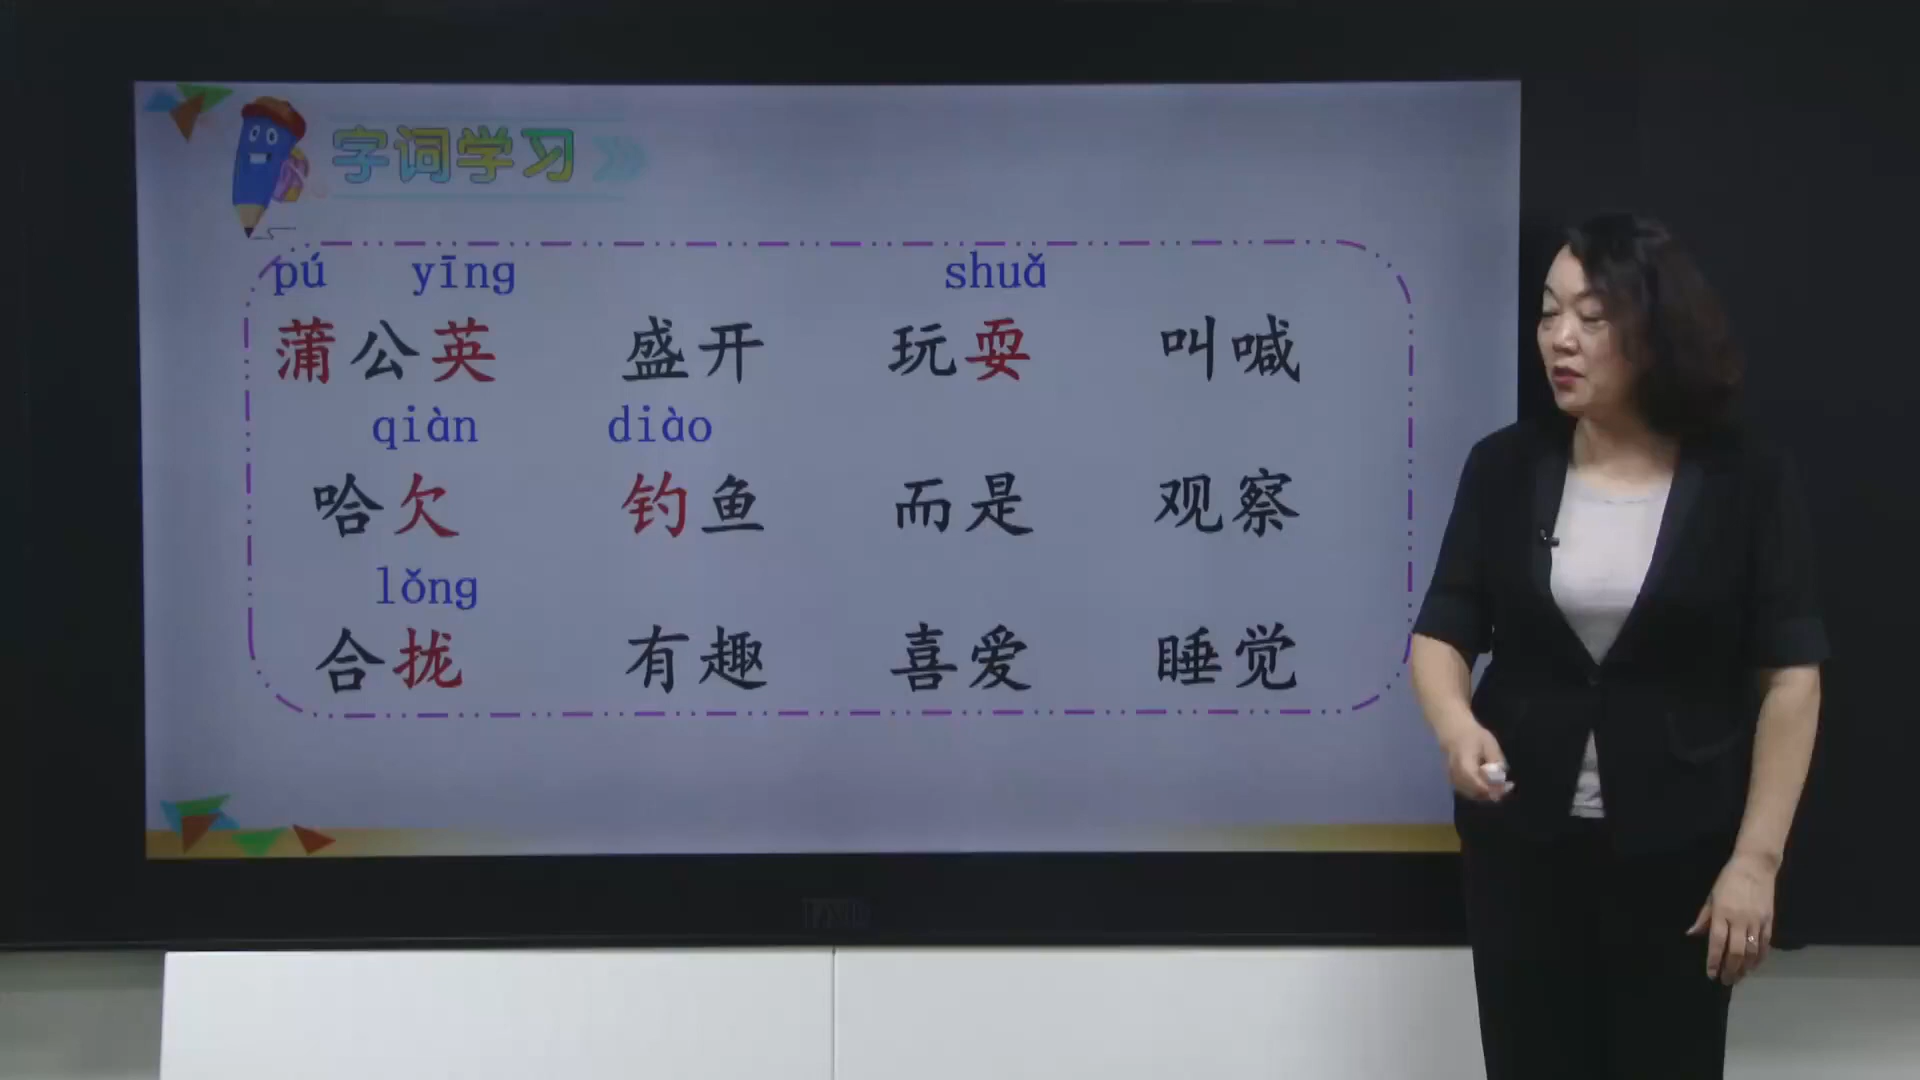 字词学习
pú yīng shuǎ
蒲公英 盛开 玩耍 叫喊
qiàn diào
哈欠 钓鱼 而是 观察
lǒng
合拢 有趣 喜爱 睡觉